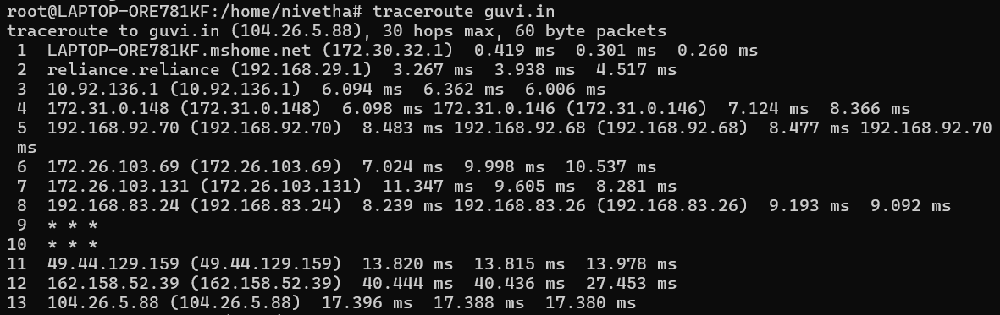 root@LAPTOP-ORE781KF:/home/nivetha# traceroute guvi.in
traceroute to guvi.in (104.26.5.88), 30 hops max, 60 byte packets
 1  LAPTOP-ORE781KF.mshome.net (172.30.32.1)  0.419 ms  0.301 ms  0.260 ms
 2  reliance.reliance (192.168.29.1)  3.267 ms  3.938 ms  4.517 ms
 3  10.92.136.1 (10.92.136.1)  6.094 ms  6.362 ms  6.006 ms
 4  172.31.0.148 (172.31.0.148)  6.098 ms 172.31.0.146 (172.31.0.146)  7.124 ms  8.366 ms
 5  192.168.92.70 (192.168.92.70)  8.483 ms 192.168.92.68 (192.168.92.68)  8.477 ms 192.168.92.70
 ms
 6  172.26.103.69 (172.26.103.69)  7.024 ms  9.998 ms  10.537 ms
 7  172.26.103.131 (172.26.103.131)  11.347 ms  9.605 ms  8.281 ms
 8  192.168.83.24 (192.168.83.24)  8.239 ms 192.168.83.26 (192.168.83.26)  9.193 ms  9.092 ms
 9  * * *
10  * * *
11  49.44.129.159 (49.44.129.159)  13.820 ms  13.815 ms  13.978 ms
12  162.158.52.39 (162.158.52.39)  40.444 ms  40.436 ms  27.453 ms
13  104.26.5.88 (104.26.5.88)  17.396 ms  17.388 ms  17.380 ms